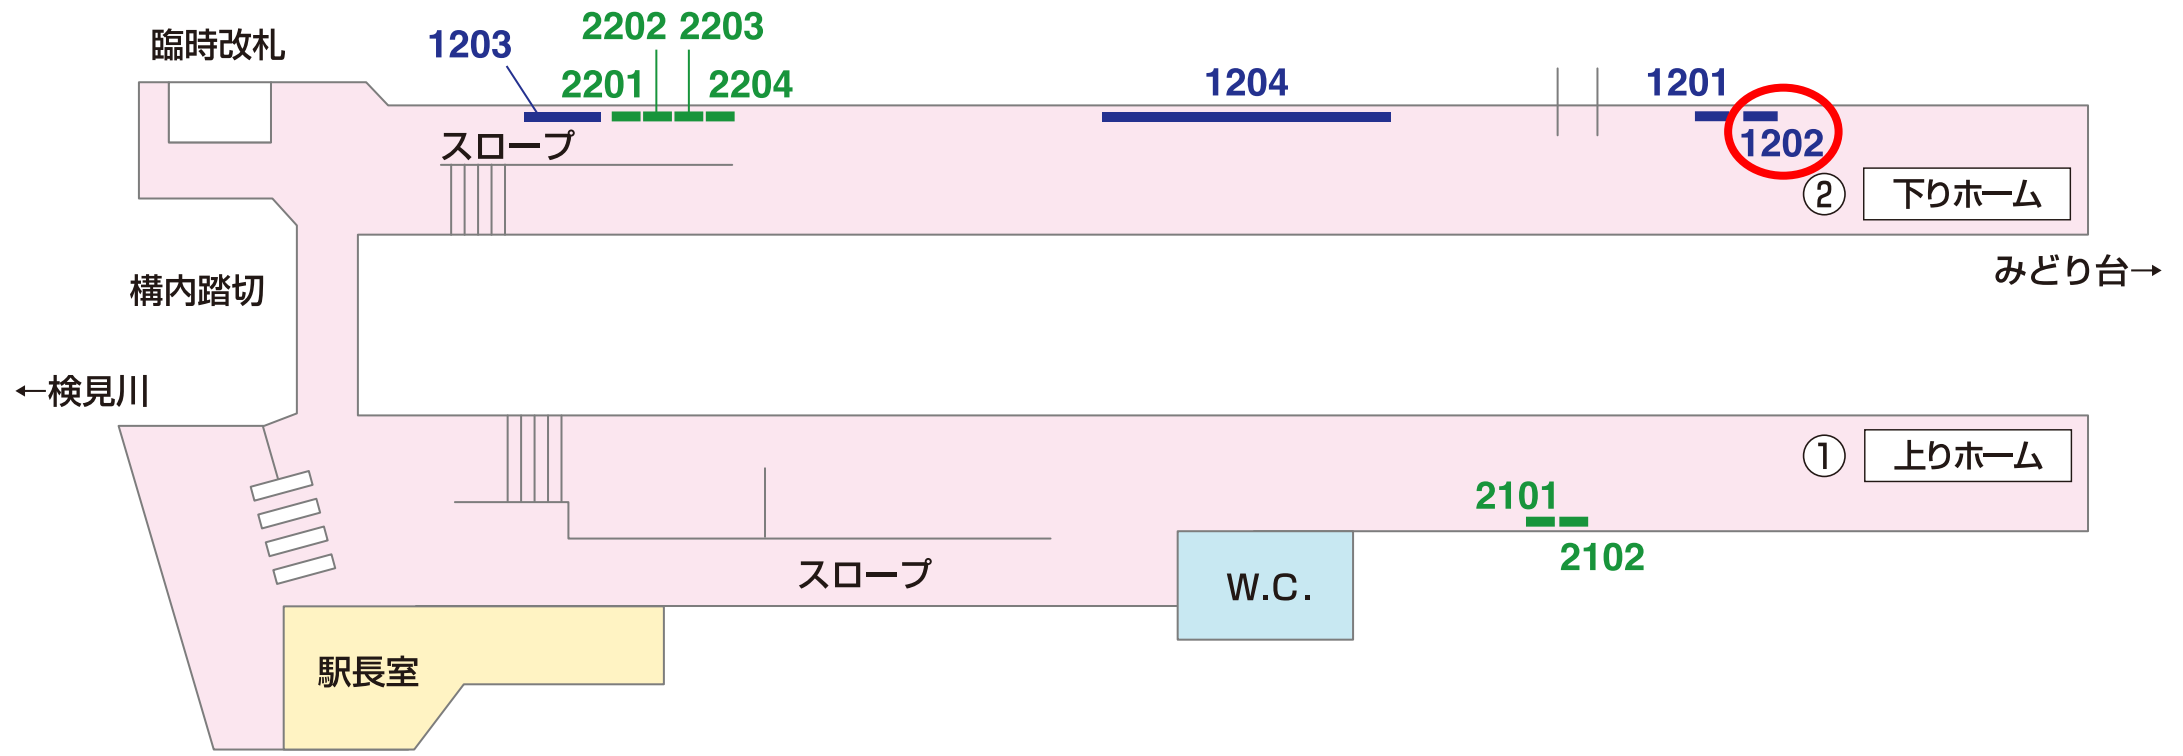 臨時改札
1203
2202 2203
2201 2204
1204
1201
1202
スロープ
② 下りホーム
みどり台→
構内踏切
←検見川
① 上りホーム
2101
2102
スロープ
W.C.
駅長室